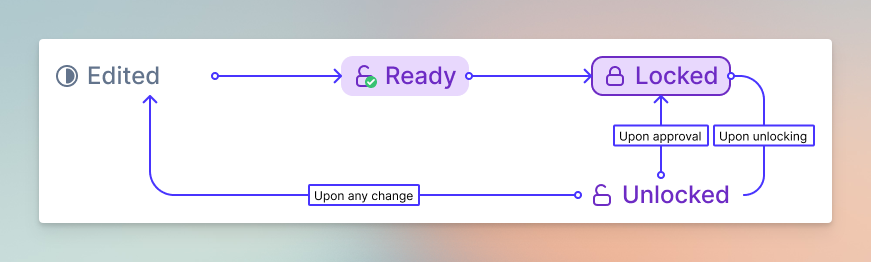 Edited
Ready
Locked
Upon approval
Upon unlocking
Upon any change
Unlocked